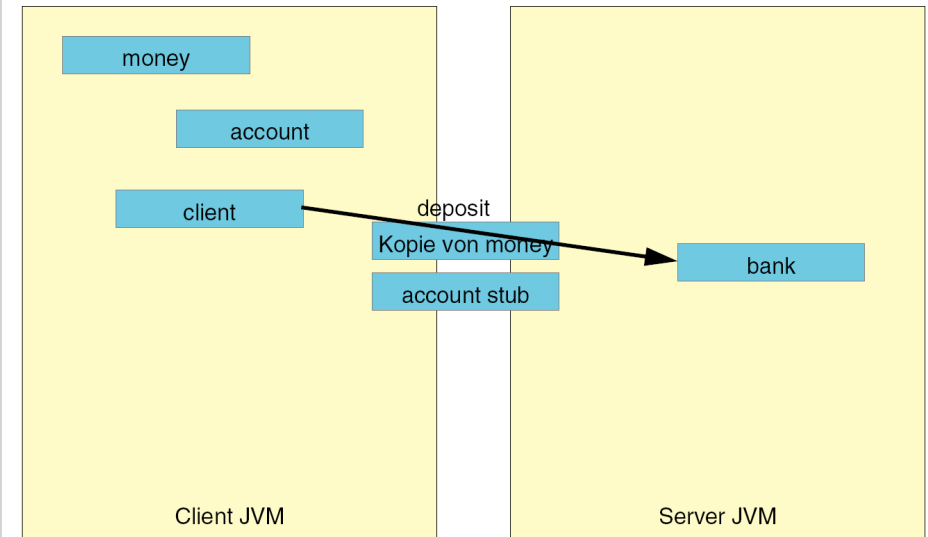 money
account
client
deposit
Kopie von money
account stub
bank
Client JVM
Server JVM